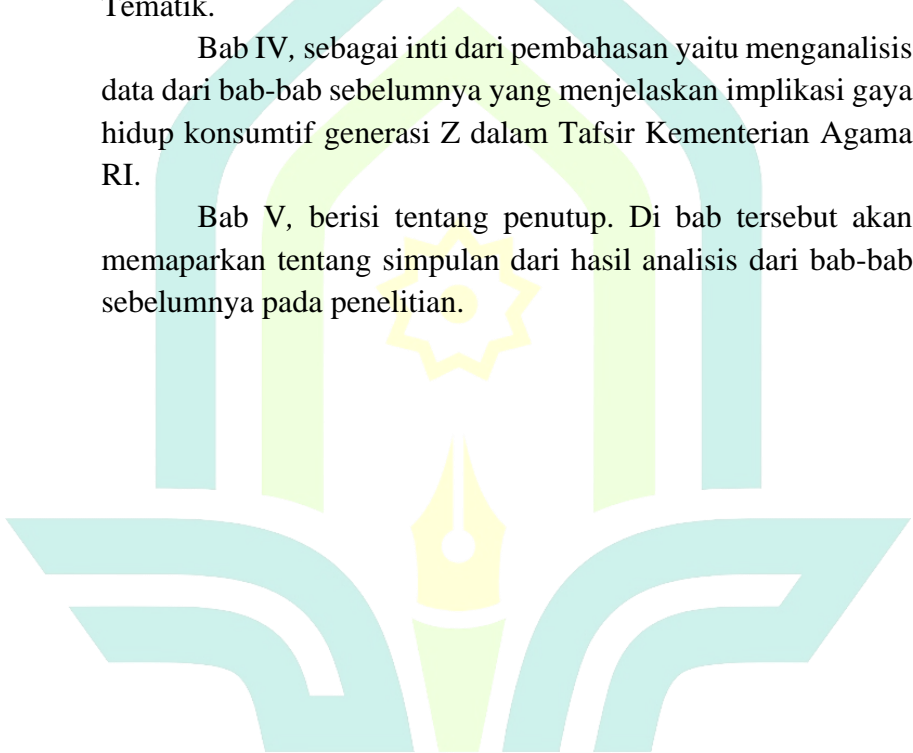 Tematik.
Bab IV, sebagai inti dari pembahasan yaitu menganalisis
data dari bab-bab sebelumnya yang menjelaskan implikasi gaya
hidup konsumtif generasi Z dalam Tafsir Kementerian Agama
RI.
Bab V, berisi tentang penutup. Di bab tersebut akan
memaparkan tentang simpulan dari hasil analisis dari bab-bab
sebelumnya pada penelitian.